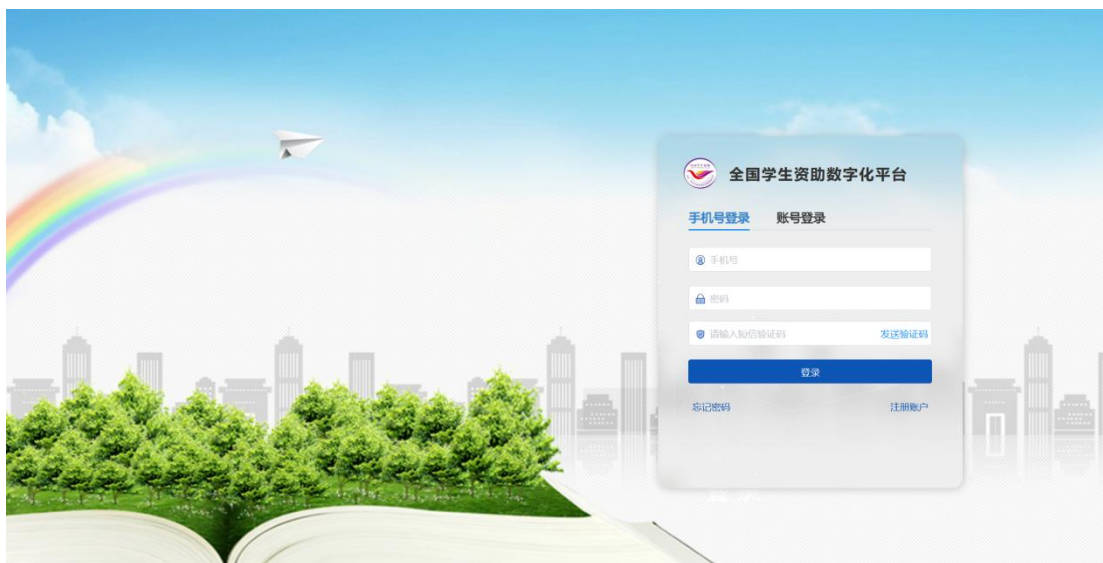 全国学生资助数字化平台
手机号登录 账号登录
手机号
密码
请输入短信验证码 发送验证码
登录
忘记密码 注册账户